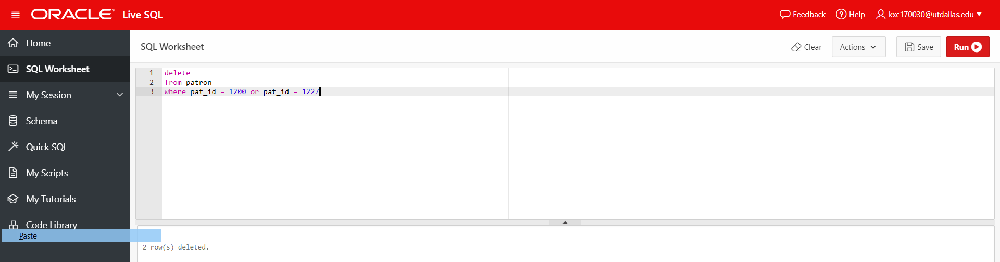 ORACLE Live SQL
Feedback
Help
kxc170030@utdallas.edu
Home
SQL Worksheet
My Session
Schema
Quick SQL
My Scripts
My Tutorials
Code Library
Paste
SQL Worksheet
Clear
Actions
Save
Run
1 delete
2 from patron
3 where pat_id = 1200 or pat_id = 1227
2 row(s) deleted.